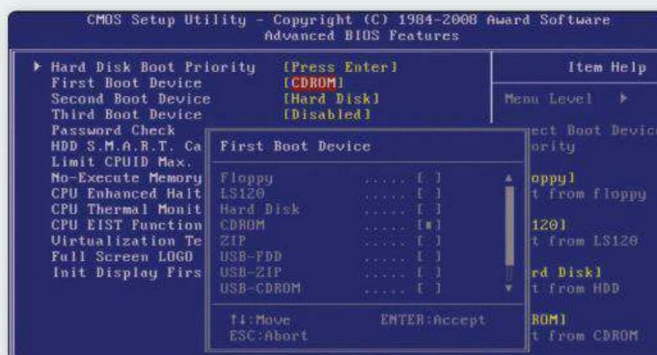 CMOS Setup Utility - Copyright (C) 1984-2008 Award Software
Advanced BIOS Features
Hard Disk Boot Priority [Press Enter]
First Boot Device [CDROM]
Second Boot Device [Hard Disk]
Third Boot Device [Disabled]
Password Check
HDD S.M.A.R.T. Ca
Limit CPUID Max.
No-Execute Memory
CPU Enhanced Halt
CPU Thermal Monit
CPU EIST Function
Virtualization Te
Full Screen LOGO
Init Display Firs
First Boot Device
Floppy ..... [ ]
LS120 ..... [ ]
Hard Disk ..... [ ]
CDROM ..... [■]
ZIP ..... [ ]
USB-FDD ..... [ ]
USB-ZIP ..... [ ]
USB-CDROM ..... [ ]
↑↓:Move ENTER:Accept
ESC:Abort
Item Help
Menu Level ▶
ect Boot Devic
ority
oppy]
t from floppy
120]
t from LS120
rd Disk]
t from HDD
ROM]
t from CDROM